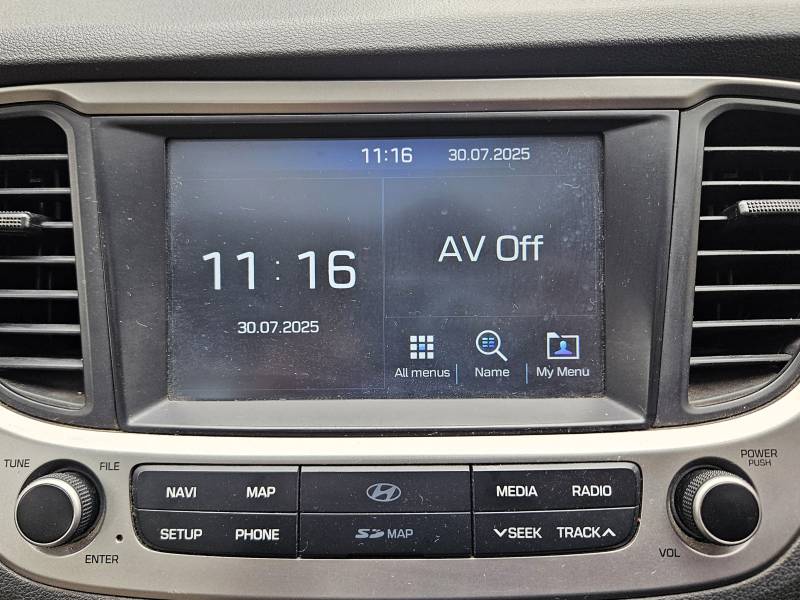 11:16 30.07.2025
11:16
30.07.2025
AV Off
All menus
Name
My Menu
TUNE
FILE
ENTER
NAVI
MAP
SETUP
PHONE
SD MAP
MEDIA
RADIO
SEEK
TRACK
POWER
PUSH
VOL